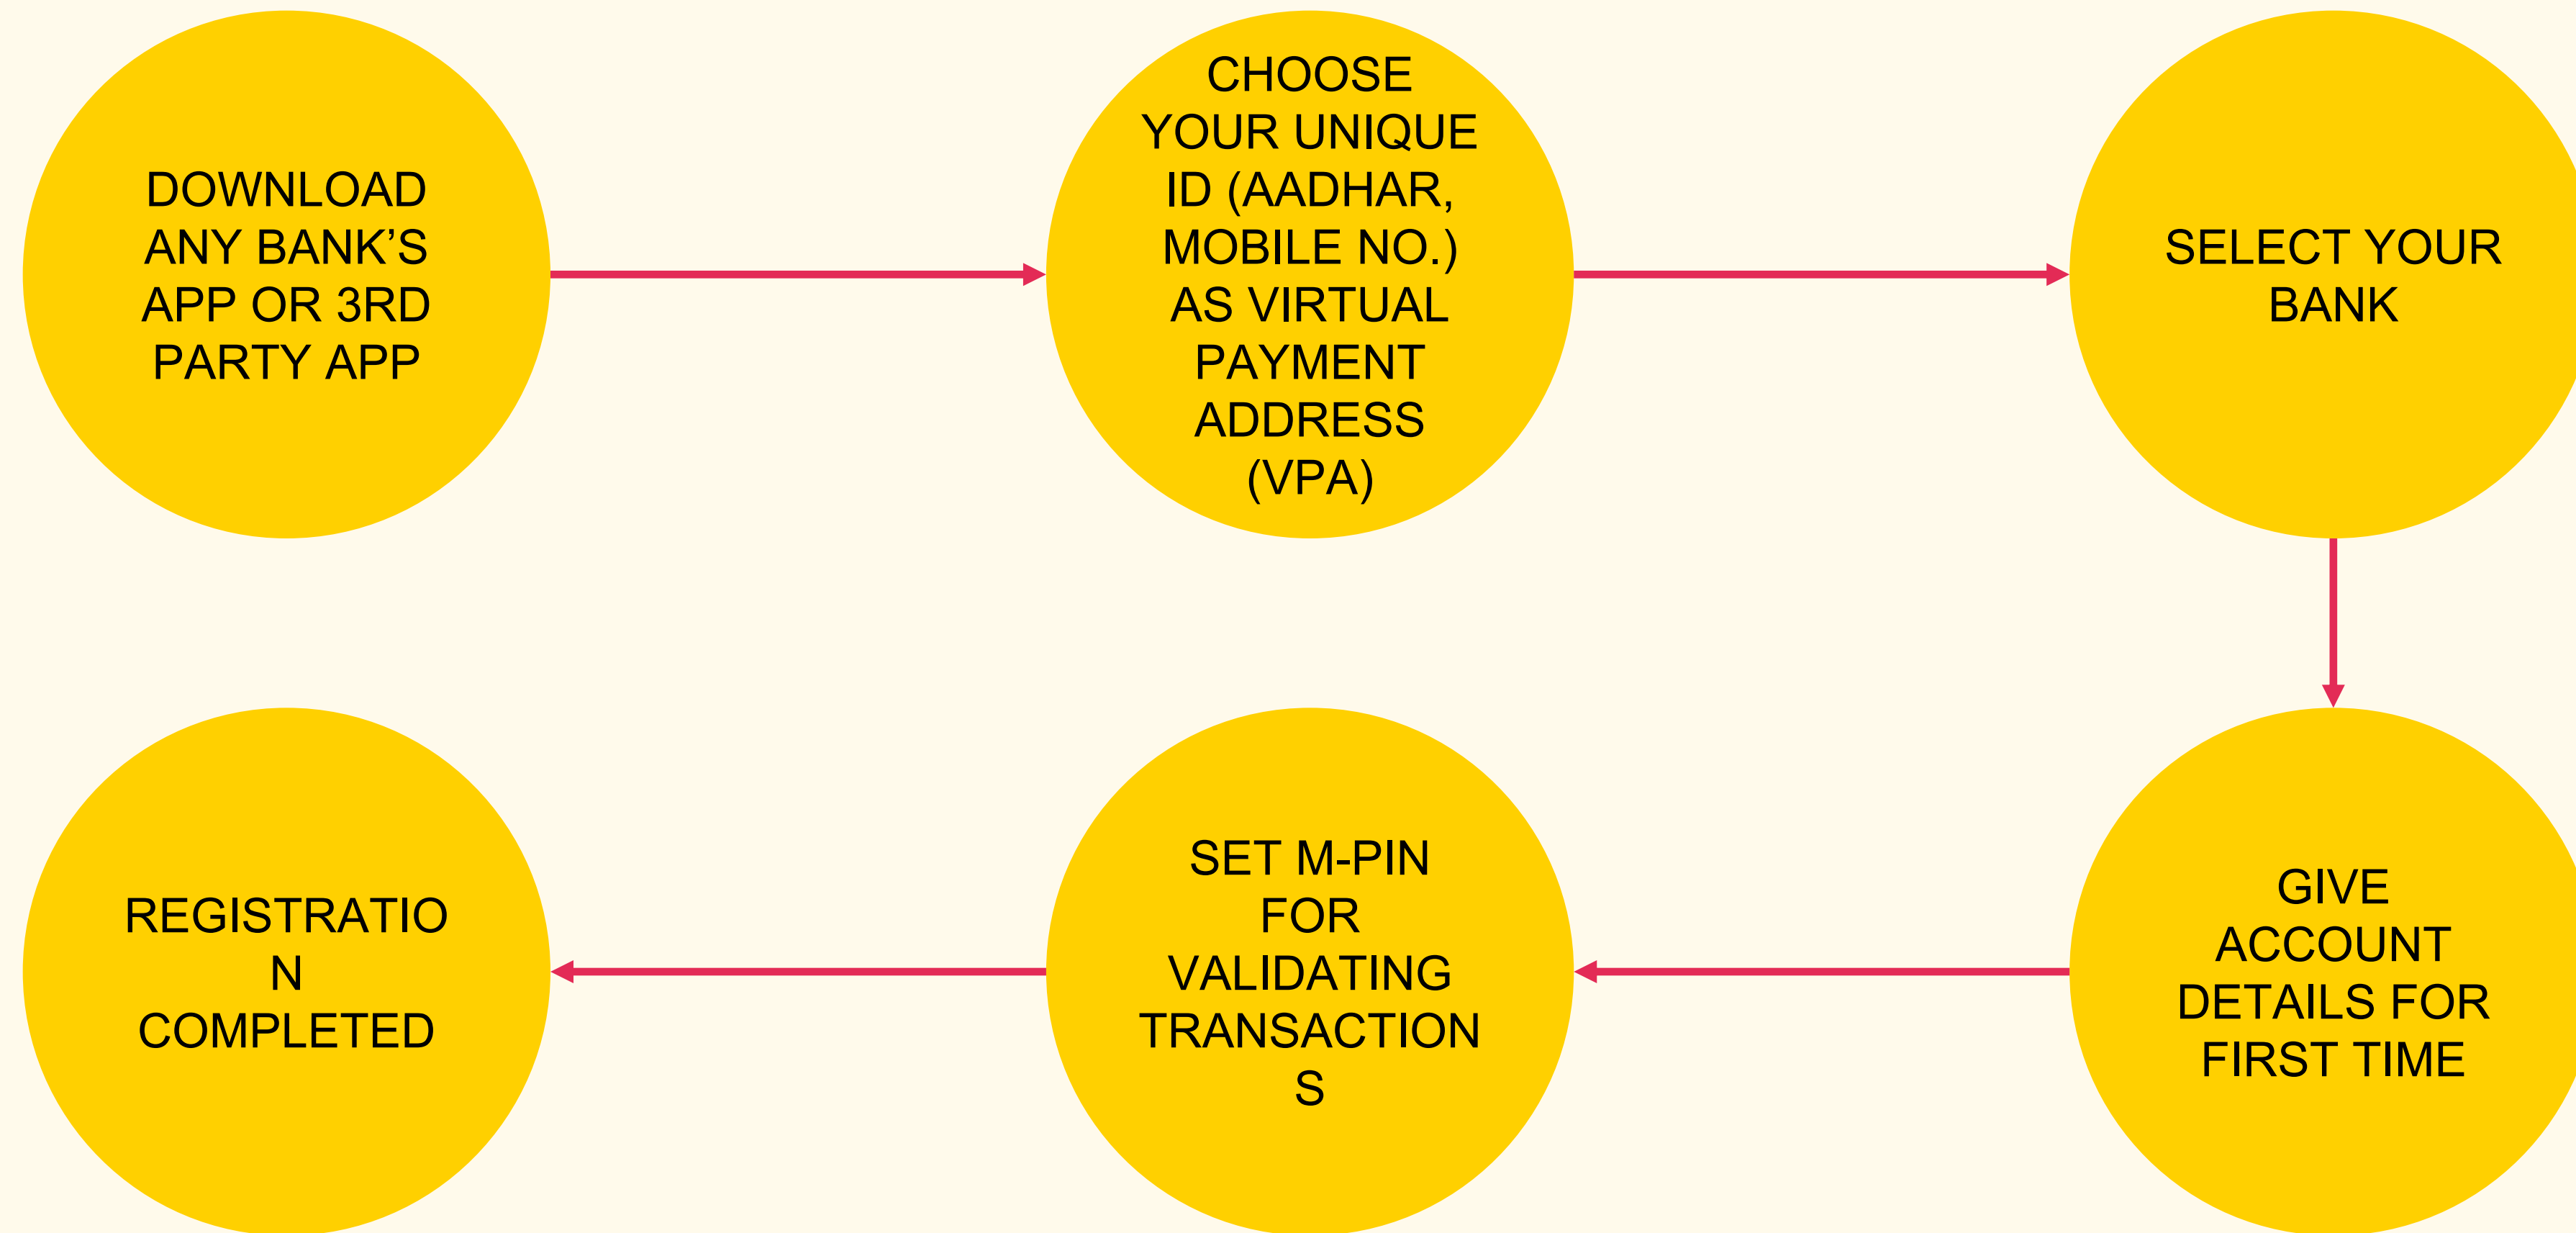 DOWNLOAD
ANY BANK’S
APP OR 3RD
PARTY APP
CHOOSE
YOUR UNIQUE
ID (AADHAR,
MOBILE NO.)
AS VIRTUAL
PAYMENT
ADDRESS
(VPA)
SELECT YOUR
BANK
GIVE
ACCOUNT
DETAILS FOR
FIRST TIME
SET M-PIN
FOR
VALIDATING
TRANSACTION
S
REGISTRATIO
N
COMPLETED